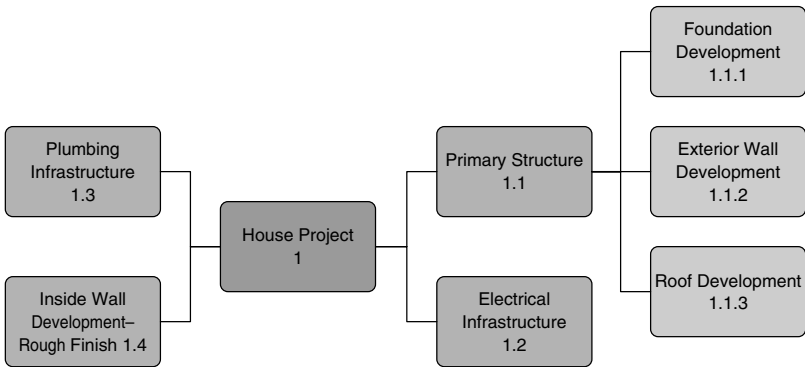 Foundation
Development
1.1.1
Plumbing
Infrastructure
1.3
Primary Structure
1.1
Exterior Wall
Development
1.1.2
House Project
1
Inside Wall
Development–
Rough Finish 1.4
Electrical
Infrastructure
1.2
Roof Development
1.1.3